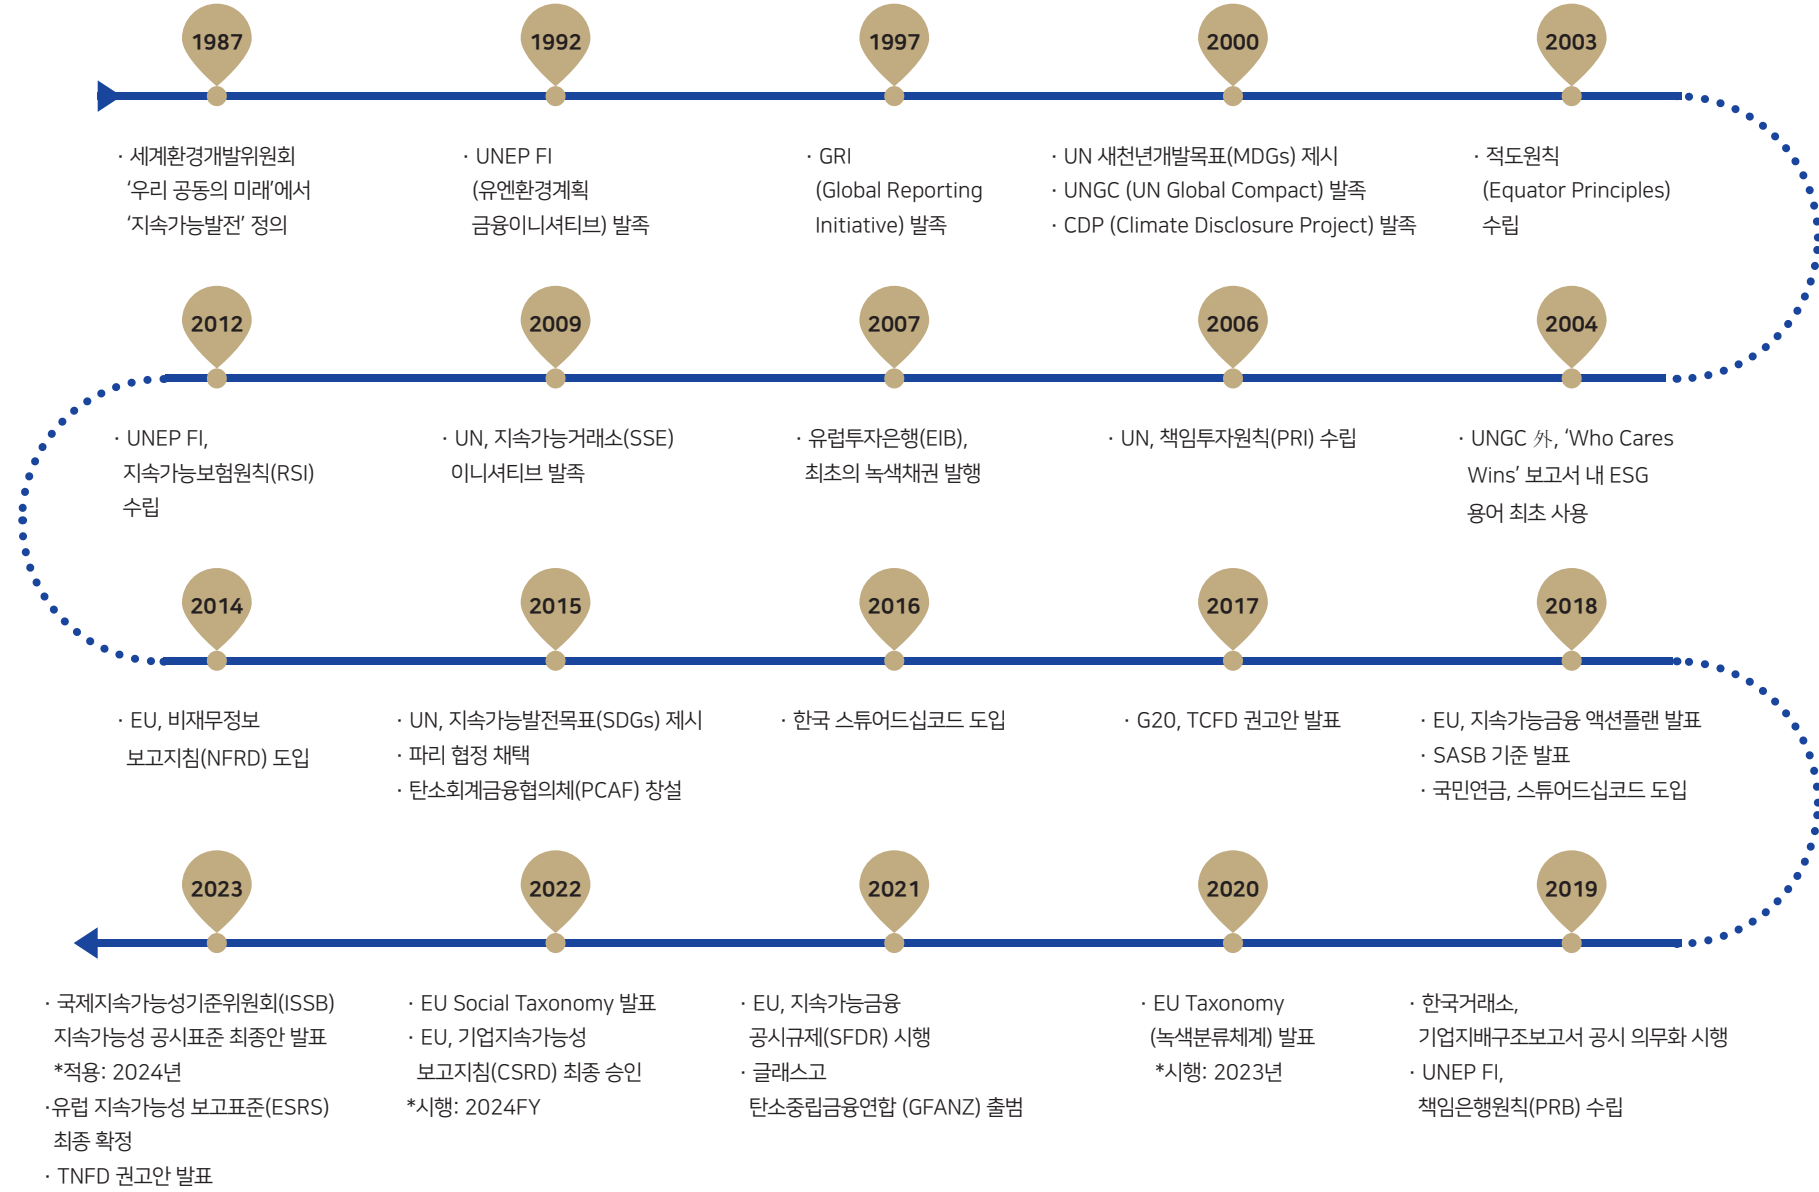 1987
· 세계환경개발위원회
‘우리 공동의 미래’에서
‘지속가능발전’ 정의
1992
· UNEP FI
(유엔환경계획
금융이니셔티브) 발족
1997
· GRI
(Global Reporting
Initiative) 발족
2000
· UN 새천년개발목표(MDGs) 제시
· UNGC (UN Global Compact) 발족
· CDP (Climate Disclosure Project) 발족
2003
· 적도원칙
(Equator Principles)
수립
2004
· UNGC 外, ‘Who Cares
Wins’ 보고서 내 ESG
용어 최초 사용
2006
· UN, 책임투자원칙(PRI) 수립
2007
· 유럽투자은행(EIB),
최초의 녹색채권 발행
2009
· UN, 지속가능거래소(SSE)
이니셔티브 발족
2012
· UNEP FI,
지속가능보험원칙(RSI)
수립
2014
· EU, 비재무정보
보고지침(NFRD) 도입
2015
· UN, 지속가능발전목표(SDGs) 제시
· 파리 협정 채택
· 탄소회계금융협의체(PCAF) 창설
2016
· 한국 스튜어드십코드 도입
2017
· G20, TCFD 권고안 발표
2018
· EU, 지속가능금융 액션플랜 발표
· SASB 기준 발표
· 국민연금, 스튜어드십코드 도입
2019
· 한국거래소,
기업지배구조보고서 공시 의무화 시행
· UNEP FI,
책임은행원칙(PRB) 수립
2020
· EU Taxonomy
(녹색분류체계) 발표
*시행: 2023년
2021
· EU, 지속가능금융
공시규제(SFDR) 시행
· 글래스고
탄소중립금융연합 (GFANZ) 출범
2022
· EU Social Taxonomy 발표
· EU, 기업지속가능성
보고지침(CSRD) 최종 승인
*시행: 2024FY
2023
· 국제지속가능성기준위원회(ISSB)
지속가능성 공시표준 최종안 발표
*적용: 2024년
·유럽 지속가능성 보고표준(ESRS)
최종 확정
· TNFD 권고안 발표